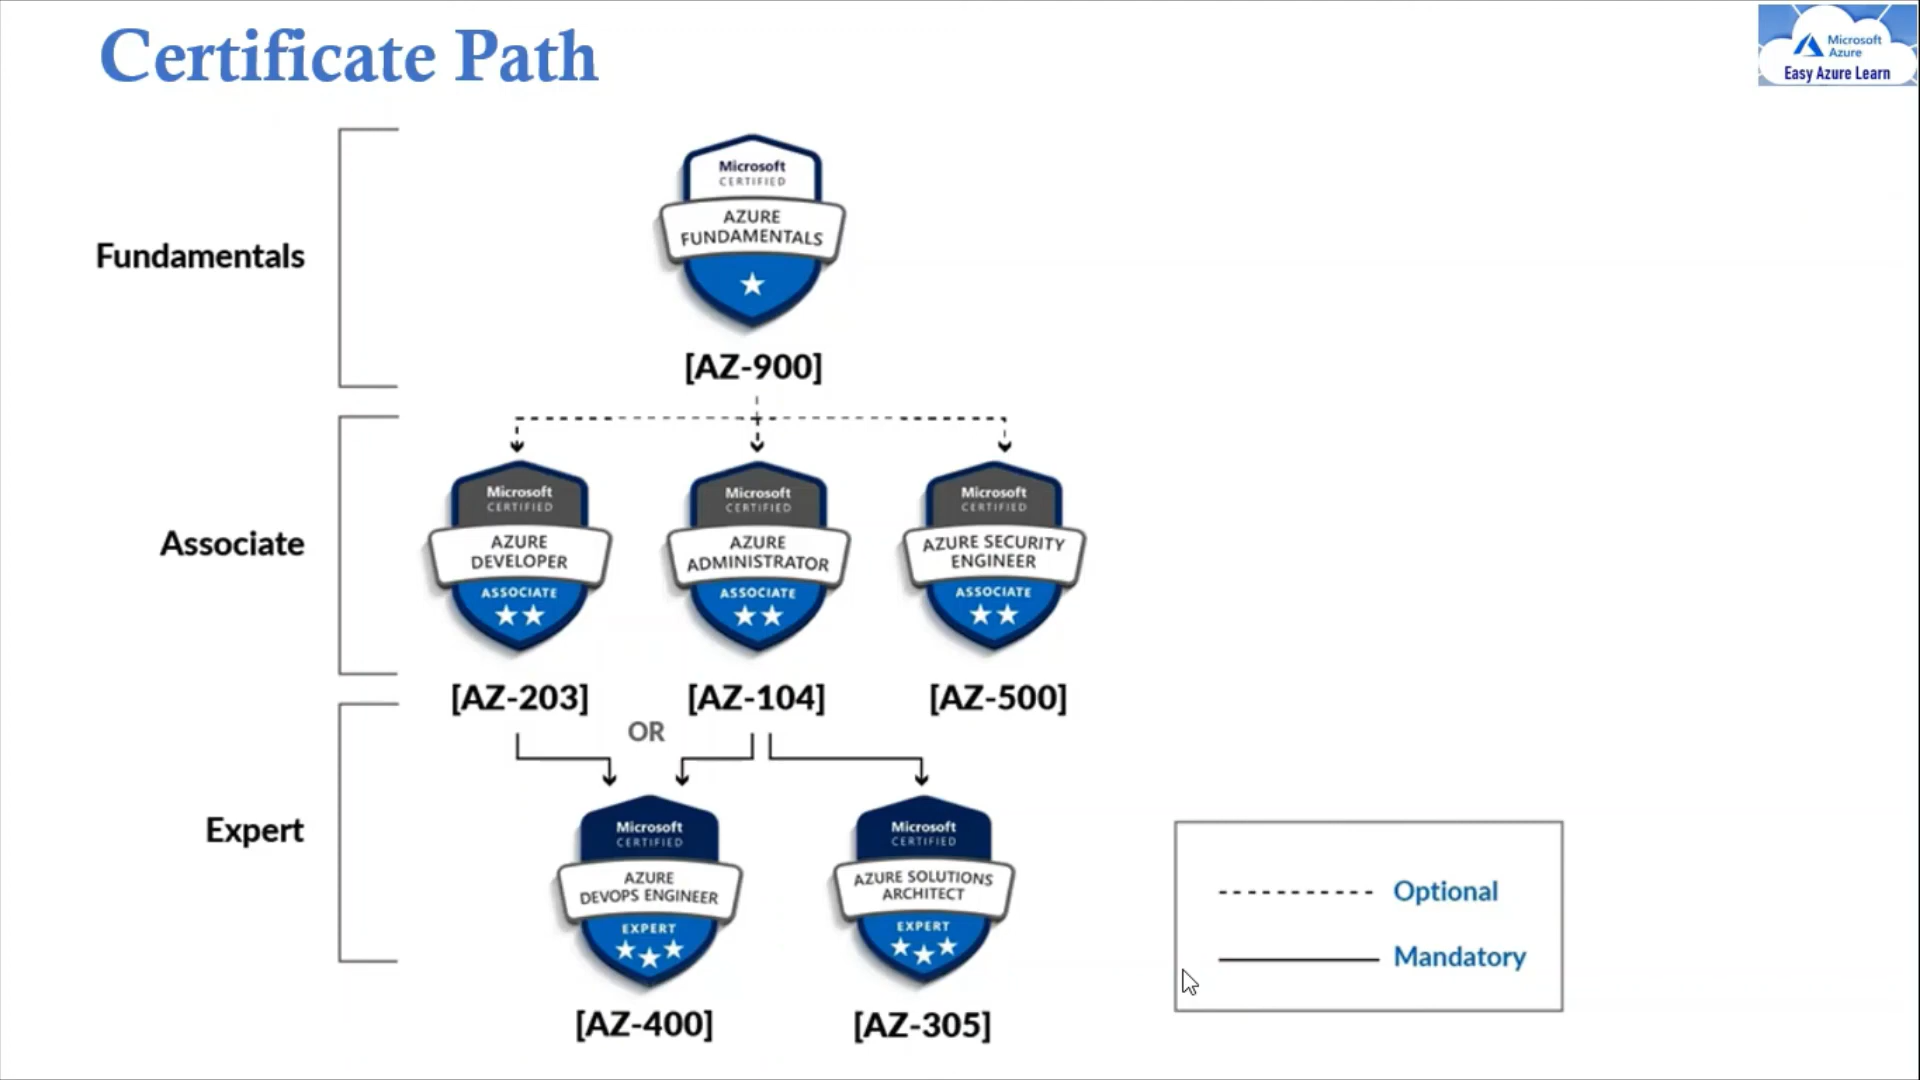 Certificate Path
Microsoft
Azure
Easy Azure Learn
Fundamentals
Microsoft
CERTIFIED
AZURE
FUNDAMENTALS
[AZ-900]
Associate
Microsoft
CERTIFIED
AZURE
DEVELOPER
ASSOCIATE
[AZ-203]
Microsoft
CERTIFIED
AZURE
ADMINISTRATOR
ASSOCIATE
[AZ-104]
Microsoft
CERTIFIED
AZURE SECURITY
ENGINEER
ASSOCIATE
[AZ-500]
OR
Expert
Microsoft
CERTIFIED
AZURE
DEVOPS ENGINEER
EXPERT
[AZ-400]
Microsoft
CERTIFIED
AZURE SOLUTIONS
ARCHITECT
EXPERT
[AZ-305]
Optional
Mandatory